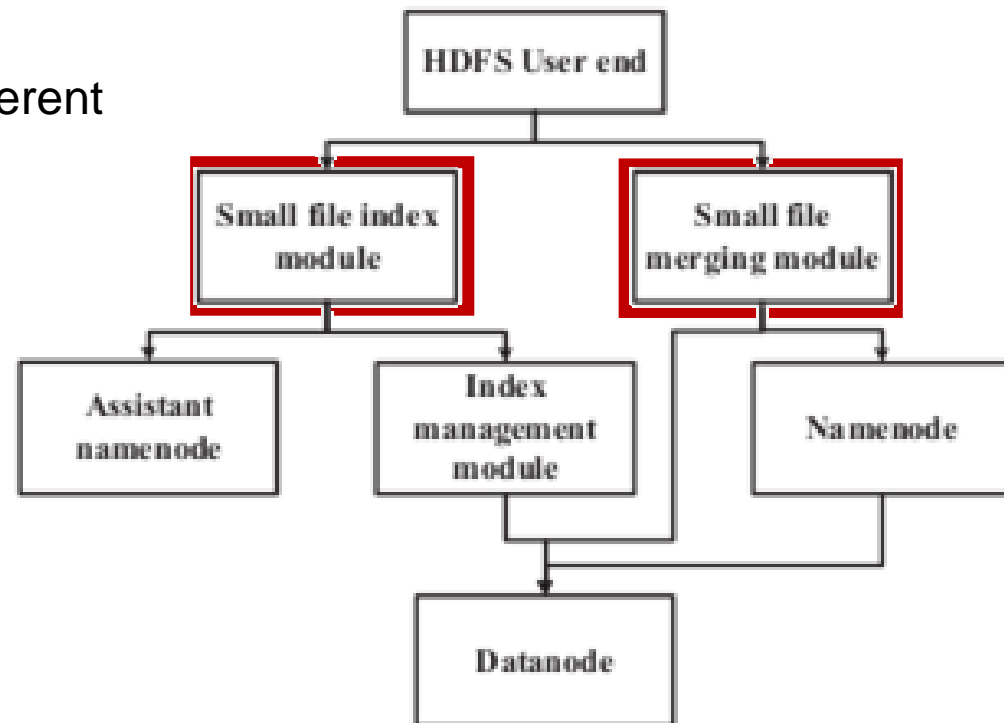 HDFS User end
erent
Small file index
module
Small file
merging module
Assistant
namenode
Index
management
module
Namenode
Datanode